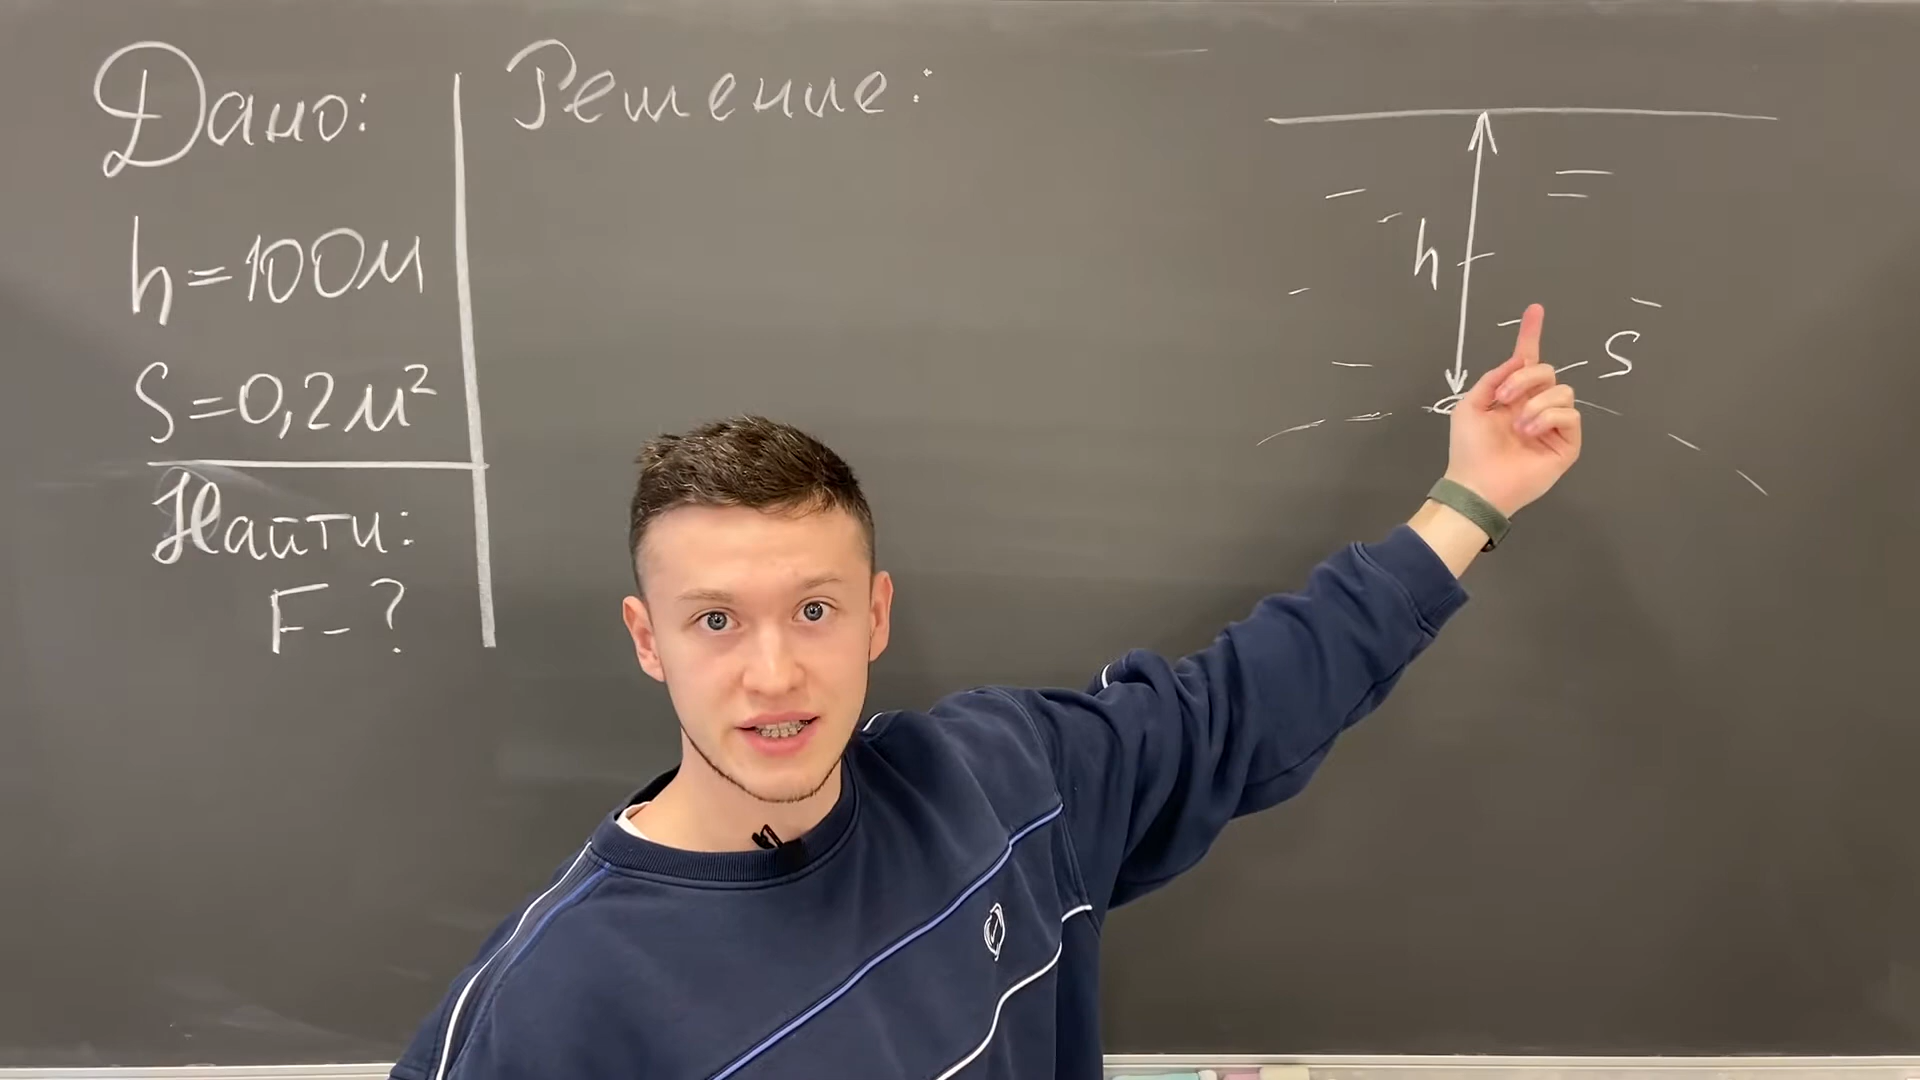 Дано:
h=100м
S=0,2м²
Найти:
F-?
Решение:
h
S